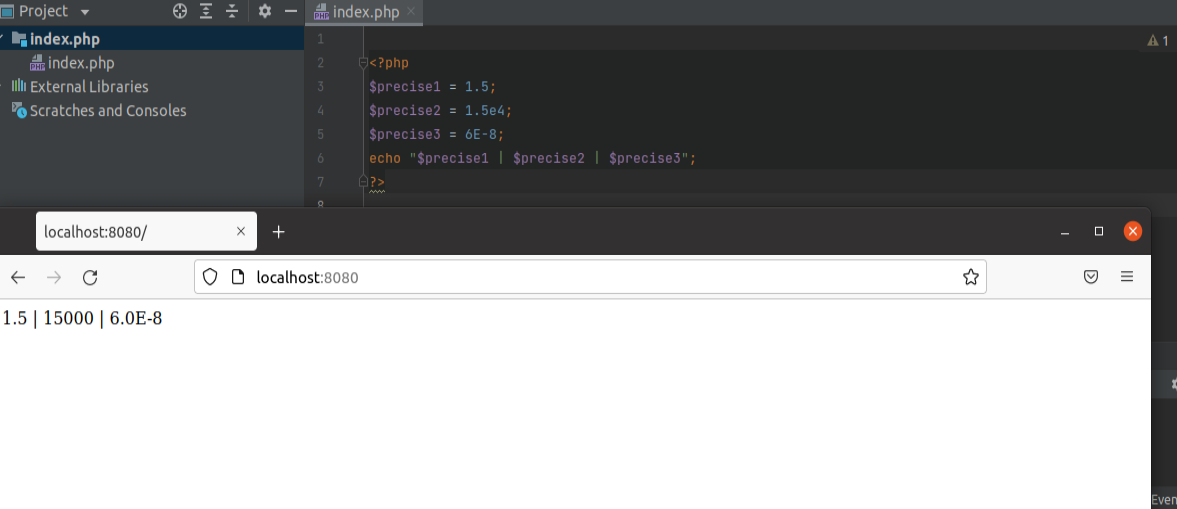 Project
index.php
index.php
index.php
External Libraries
Scratches and Consoles
1
1
2 <?php
3 $precise1 = 1.5;
4 $precise2 = 1.5e4;
5 $precise3 = 6E-8;
6 echo "$precise1 | $precise2 | $precise3";
7 ?>
8
localhost:8080/
localhost:8080
1.5 | 15000 | 6.0E-8
Even